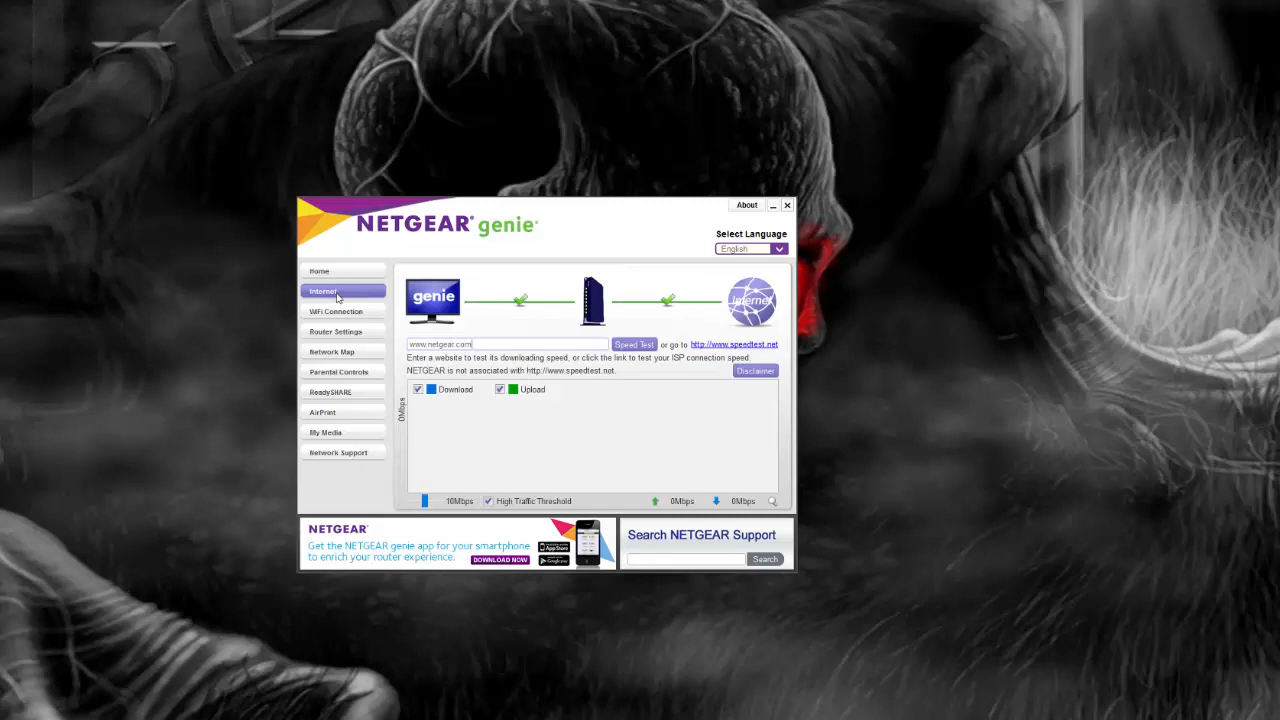 About
NETGEAR® genie®
Select Language
English
Home
Internet
WiFi Connection
Router Settings
Network Map
Parental Controls
ReadySHARE
AirPrint
My Media
Network Support
genie
Internet
www.netgear.com Speed Test or go to http://www.speedtest.net
Enter a website to test its downloading speed, or click the link to test your ISP connection speed.
NETGEAR is not associated with http://www.speedtest.net. Disclaimer
Download Upload
0Mbps
10Mbps High Traffic Threshold 0Mbps 0Mbps
NETGEAR®
Get the NETGEAR genie app for your smartphone
to enrich your router experience. DOWNLOAD NOW
App Store
Google play
Search NETGEAR Support
Search